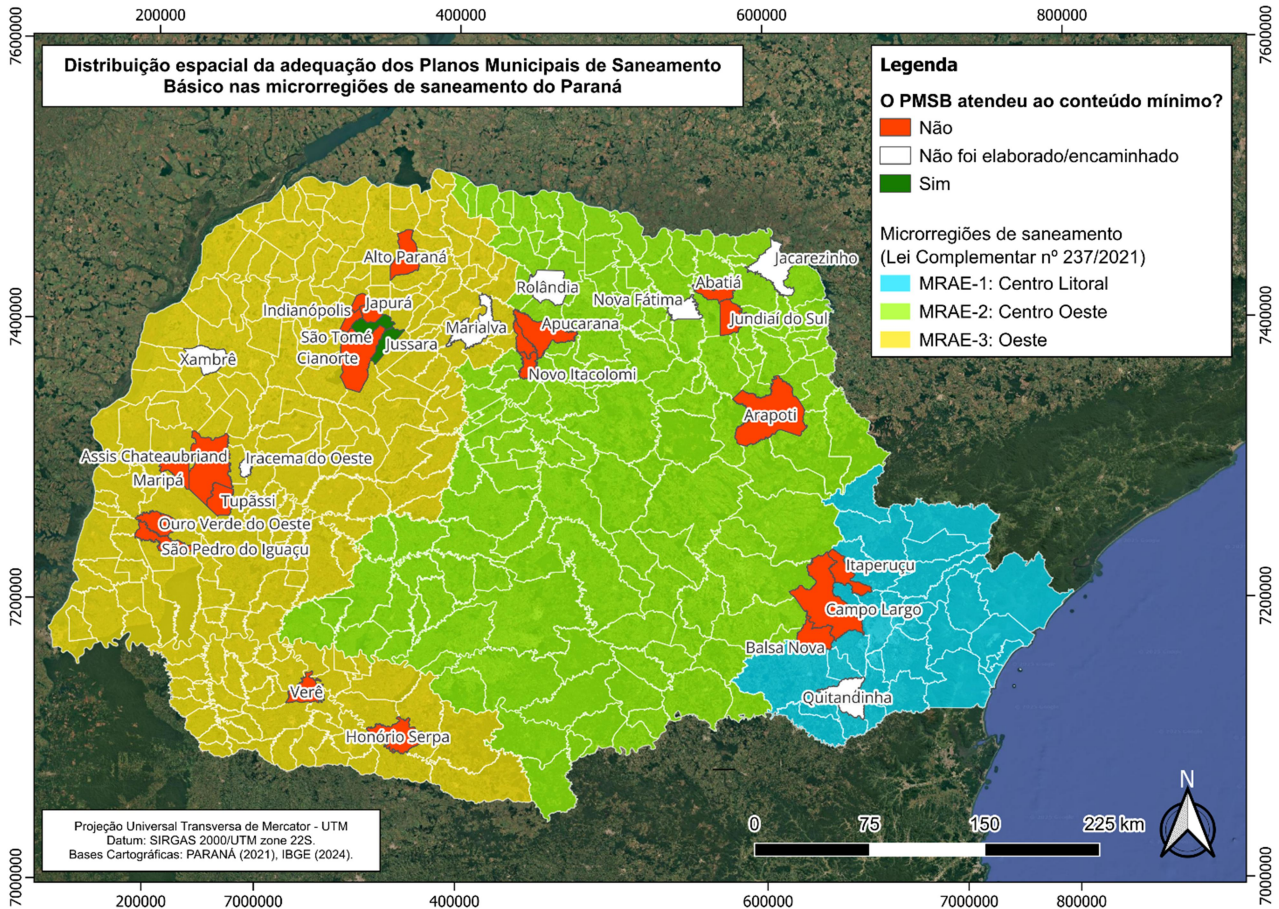 200000
400000
600000
800000
7600000
7600000
Distribuição espacial da adequação dos Planos Municipais de Saneamento
Básico nas microrregiões de saneamento do Paraná
Legenda
O PMSB atendeu ao conteúdo mínimo?
Não
Não foi elaborado/encaminhado
Sim
Microrregiões de saneamento
(Lei Complementar nº 237/2021)
MRAE-1: Centro Litoral
MRAE-2: Centro Oeste
MRAE-3: Oeste
Alto Paraná
Jacarezinho
Rolândia
Abatiá
Nova Fátima
Japurá
Indianópolis
7400000
7400000
Jundiaí do Sul
Marialva
Apucarana
São Tomé
Jussara
Cianorte
Xambrê
Novo Itacolomi
Arapoti
Assis Chateaubriand
Iracema do Oeste
Maripá
Tupãssi
Ouro Verde do Oeste
São Pedro do Iguaçu
Itaperuçu
7200000
7200000
Campo Largo
Balsa Nova
Verê
Quitandinha
Honório Serpa
N
0
75
150
225 km
Projeção Universal Transversa de Mercator - UTM
Datum: SIRGAS 2000/UTM zone 22S.
Bases Cartográficas: PARANÁ (2021), IBGE (2024).
7000000
7000000
200000
7000000
400000
600000
7000000
800000